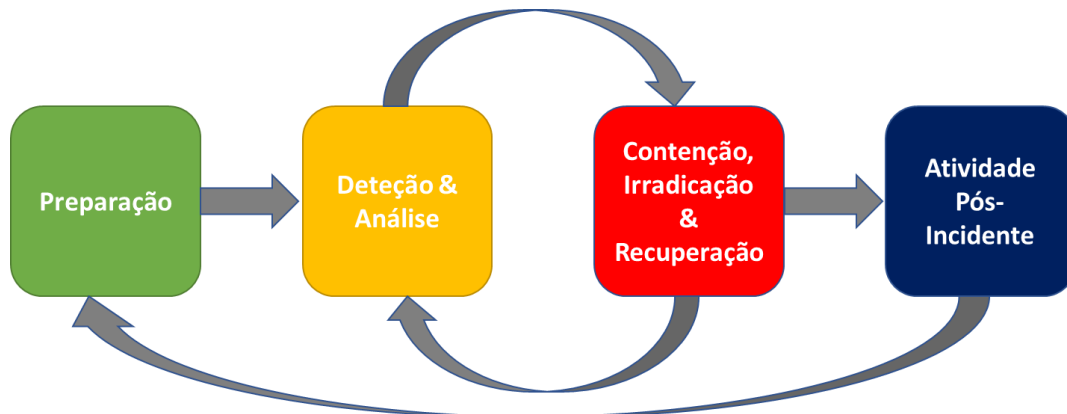 Preparação
Deteção &
Análise
Contenção,
Irradicação
&
Recuperação
Atividade
Pós-
Incidente